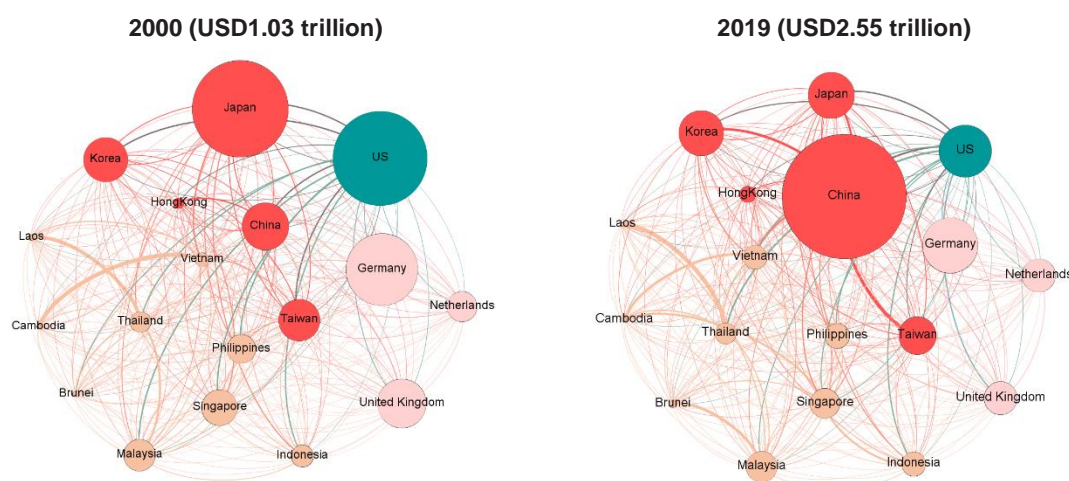 2000 (USD1.03 trillion)
Japan
Korea
US
HongKong
China
Laos
Vietnam
Germany
Netherlands
Cambodia
Thailand
Taiwan
Philippines
Brunei
Singapore
United Kingdom
Malaysia
Indonesia
2019 (USD2.55 trillion)
Japan
Korea
US
HongKong
China
Laos
Vietnam
Germany
Netherlands
Cambodia
Thailand
Philippines
Taiwan
Brunei
Singapore
United Kingdom
Malaysia
Indonesia